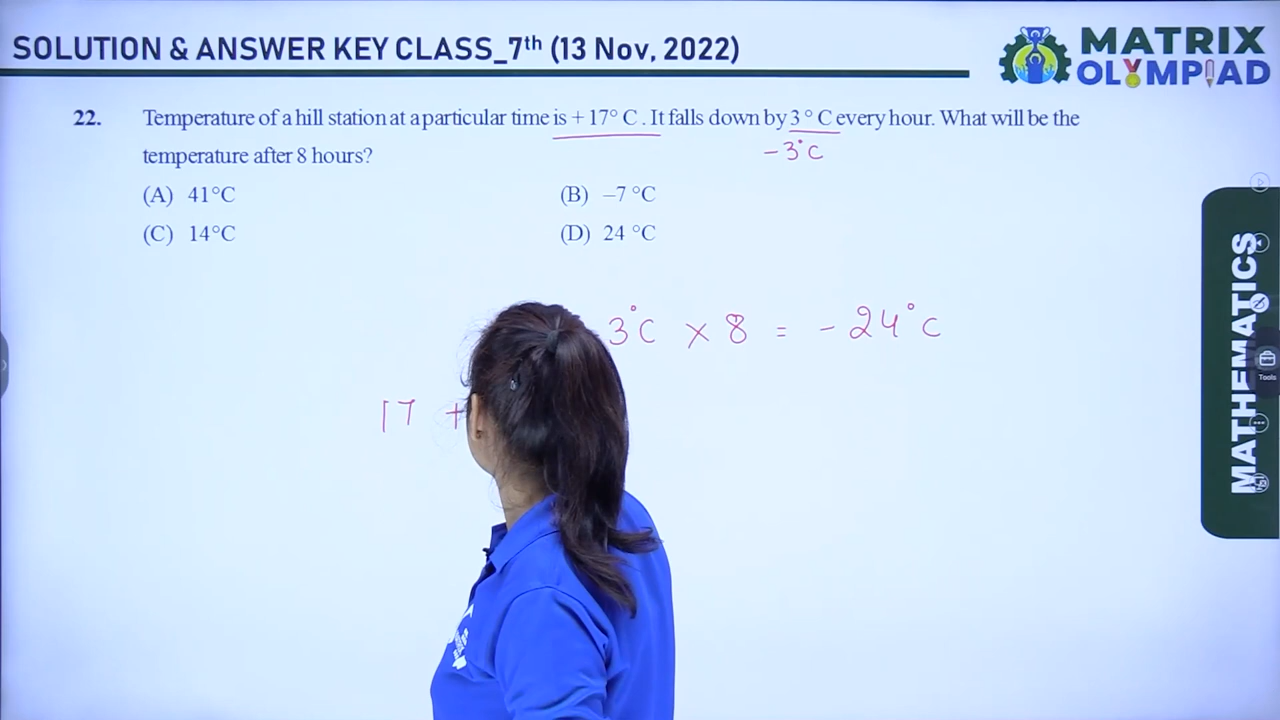 SOLUTION & ANSWER KEY CLASS_7th (13 Nov, 2022)
MATRIX
OLYMPIAD
22. Temperature of a hill station at a particular time is + 17° C . It falls down by 3 ° C every hour. What will be the
-3°C
temperature after 8 hours?
(A) 41°C (B) –7 °C
(C) 14°C (D) 24 °C
3°C × 8 = -24°C
17 +
MATHEMATICS
Tools